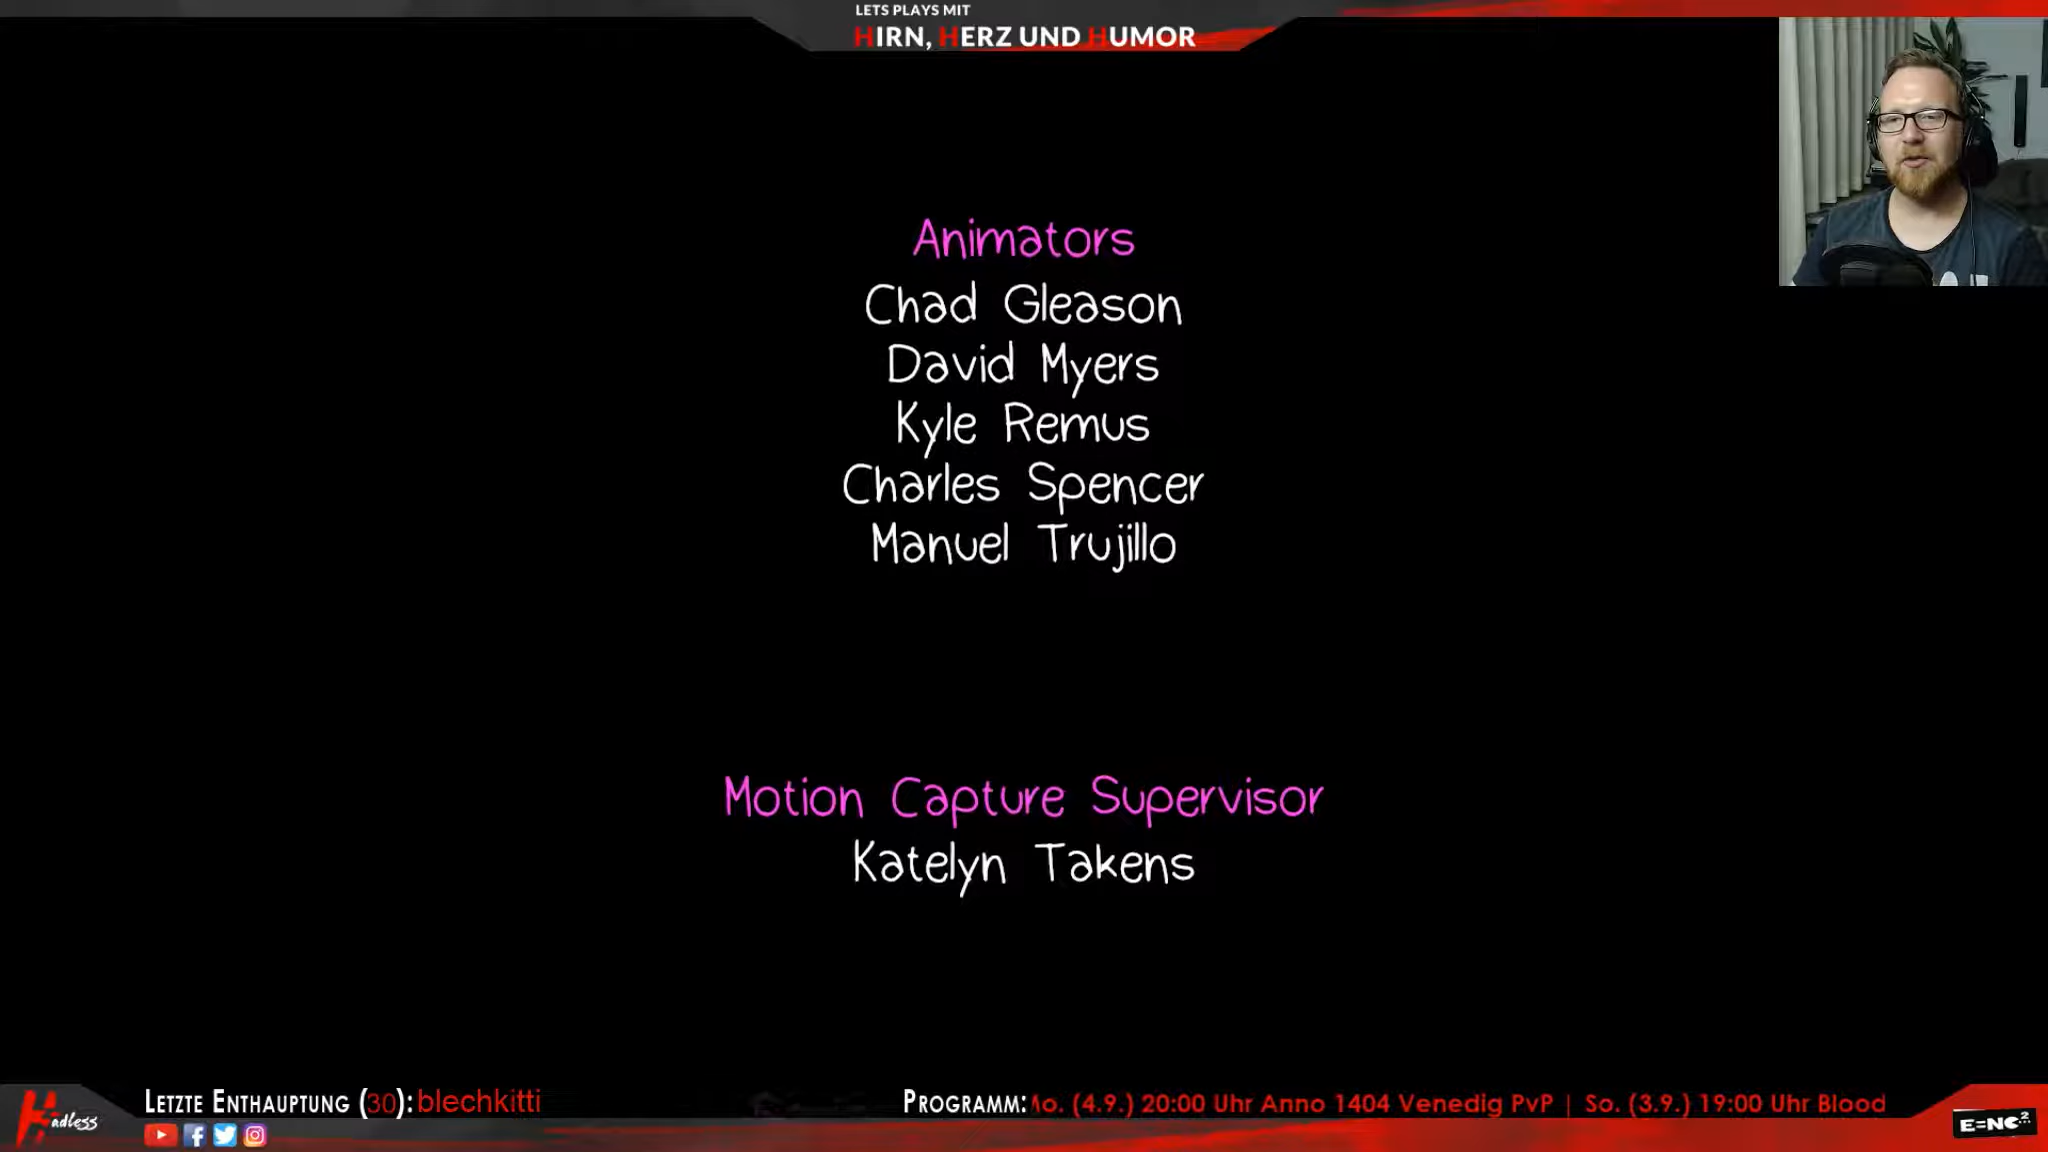 LETS PLAYS MIT
HIRN, HERZ UND HUMOR
Animators
Chad Gleason
David Myers
Kyle Remus
Charles Spencer
Manuel Trujillo
Motion Capture Supervisor
Katelyn Takens
LETZTE ENTHAUPTUNG (30): blechkitti
PROGRAMM: Mo. (4.9.) 20:00 Uhr Anno 1404 Venedig PvP | So. (3.9.) 19:00 Uhr Blood
Headless
E=NC²